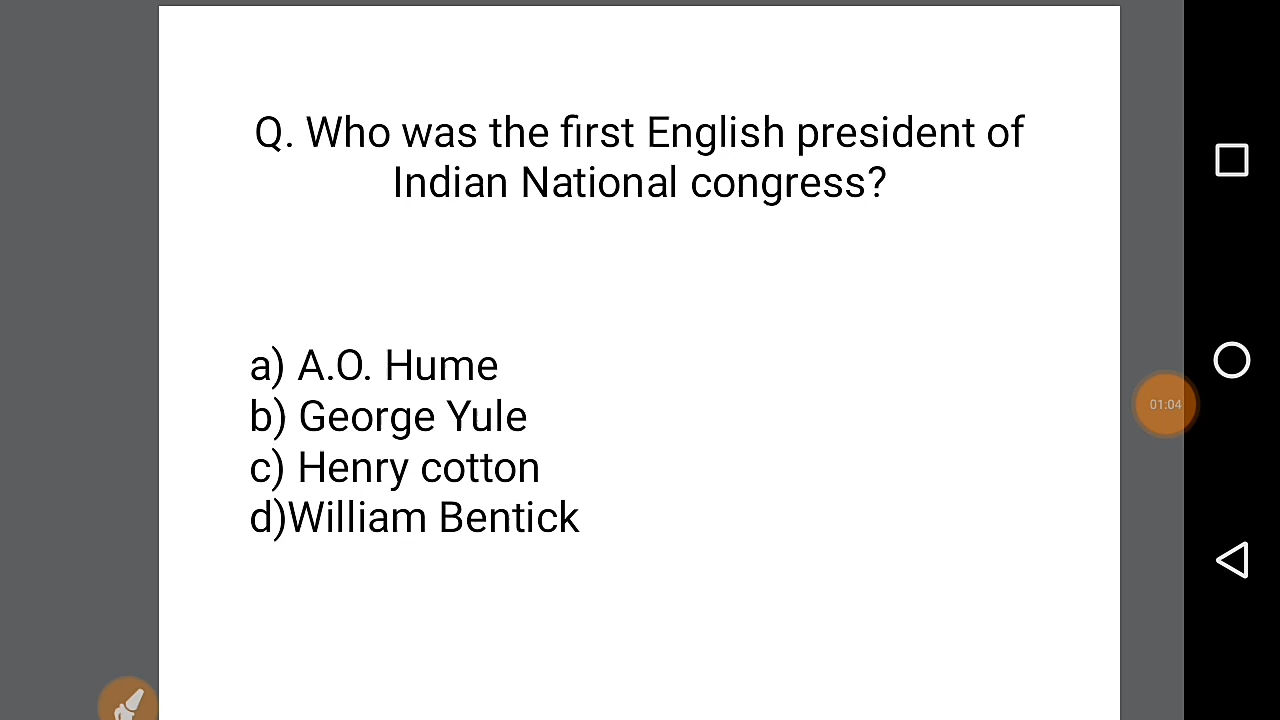 Q. Who was the first English president of
Indian National congress?
a) A.O. Hume
b) George Yule
c) Henry cotton
d)William Bentick
01:04